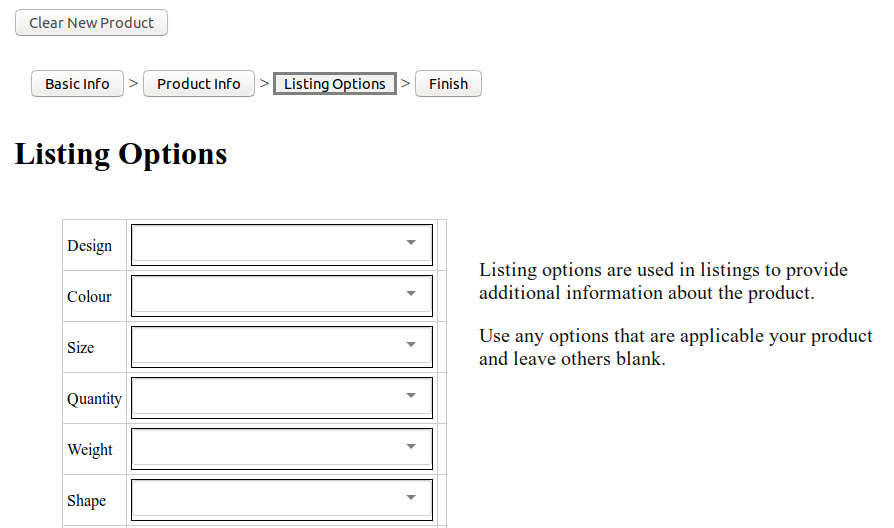 Clear New Product
Basic Info > Product Info > Listing Options > Finish
Listing Options
Design
Colour
Size
Quantity
Weight
Shape
Listing options are used in listings to provide
additional information about the product.
Use any options that are applicable your product
and leave others blank.